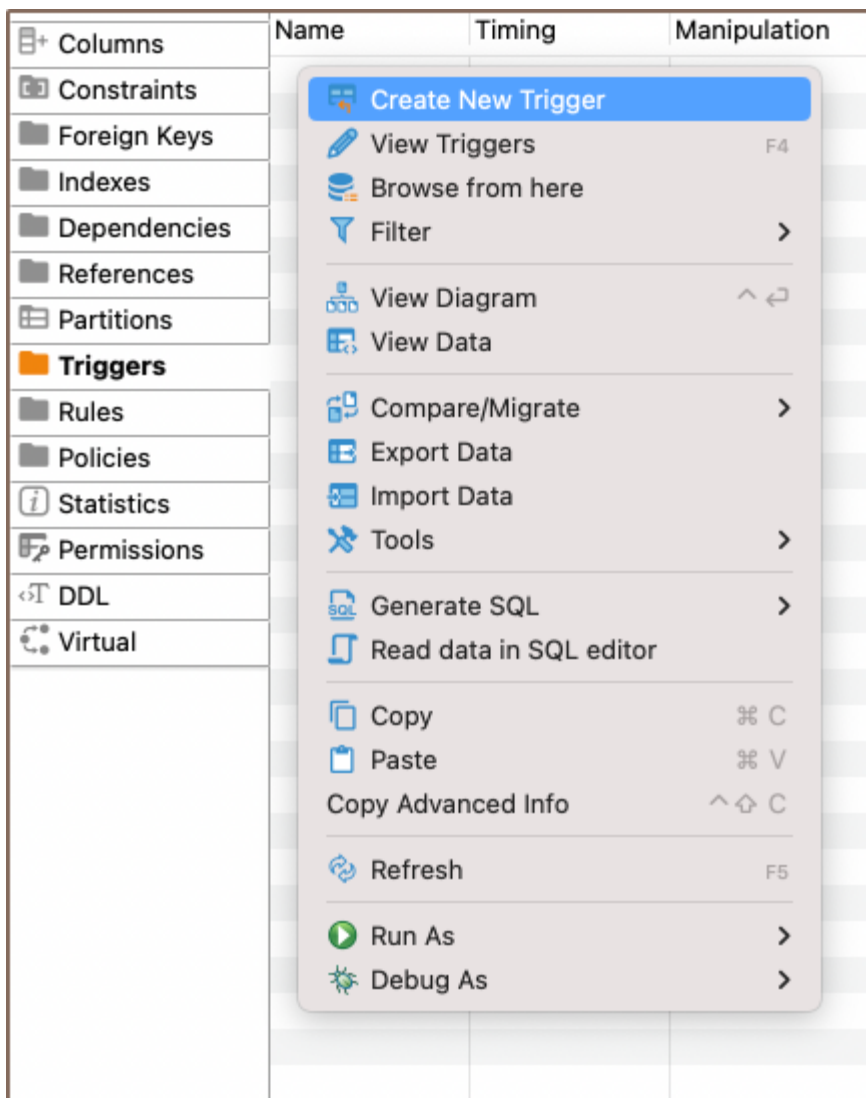 Columns
Constraints
Foreign Keys
Indexes
Dependencies
References
Partitions
Triggers
Rules
Policies
Statistics
Permissions
DDL
Virtual
Name Timing Manipulation
Create New Trigger
View Triggers F4
Browse from here
Filter
View Diagram ^ ⏎
View Data
Compare/Migrate
Export Data
Import Data
Tools
Generate SQL
Read data in SQL editor
Copy ⌘ C
Paste ⌘ V
Copy Advanced Info ^ ⇧ C
Refresh F5
Run As
Debug As